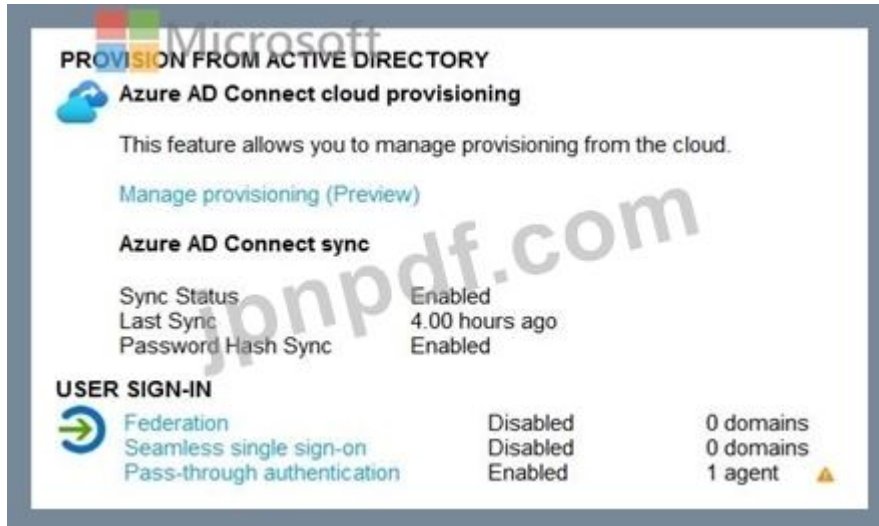 Microsoft
PROVISION FROM ACTIVE DIRECTORY
Azure AD Connect cloud provisioning
This feature allows you to manage provisioning from the cloud.
Manage provisioning (Preview)
Azure AD Connect sync
Sync Status Enabled
Last Sync 4.00 hours ago
Password Hash Sync Enabled
jpnpdf.com
USER SIGN-IN
Federation Disabled 0 domains
Seamless single sign-on Disabled 0 domains
Pass-through authentication Enabled 1 agent